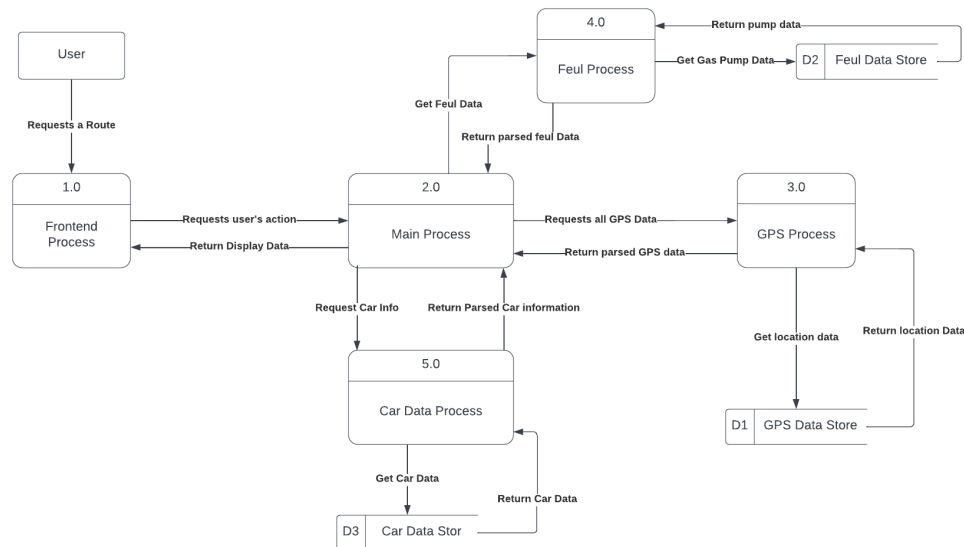 4.0
Return pump data
User
Feul Process
Get Gas Pump Data
D2
Feul Data Store
Get Feul Data
Requests a Route
Return parsed feul Data
1.0
2.0
3.0
Frontend
Process
Requests user's action
Return Display Data
Main Process
Requests all GPS Data
Return parsed GPS data
GPS Process
Request Car Info
Return Parsed Car information
Get location data
Return location Data
5.0
Car Data Process
D1
GPS Data Store
Get Car Data
Return Car Data
D3
Car Data Stor